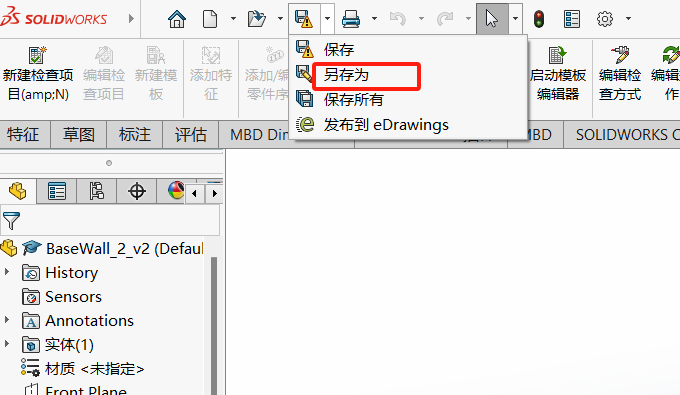 SOLIDWORKS
保存
另存为
保存所有
发布到 eDrawings
新建检查项
目(amp;N)
编辑检
查项目
新建模
板
添加特
征
添加/编
零件序
启动模板
编辑器
编辑检
查方式
编辑
作
特征
草图
标注
评估
MBD Din
MBD
SOLIDWORKS C
BaseWall_2_v2 (Defau
History
Sensors
Annotations
实体(1)
材质 <未指定>
Front Plane